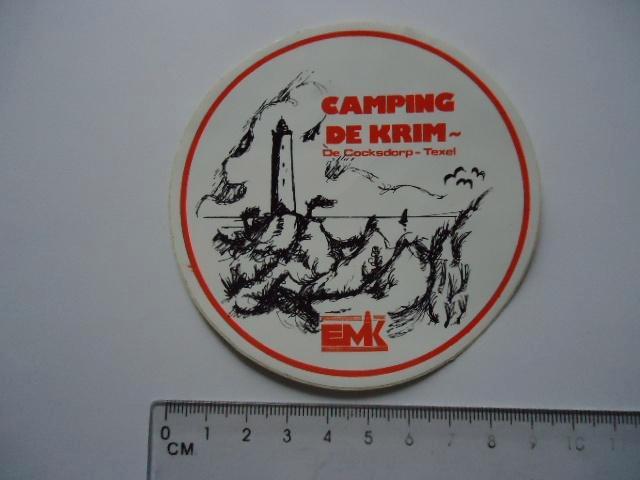 CAMPING
DE KRIM ~
De Cocksdorp - Texel
EMK
0 1 2 3 4 5 6 7 8 9 10 11
CM